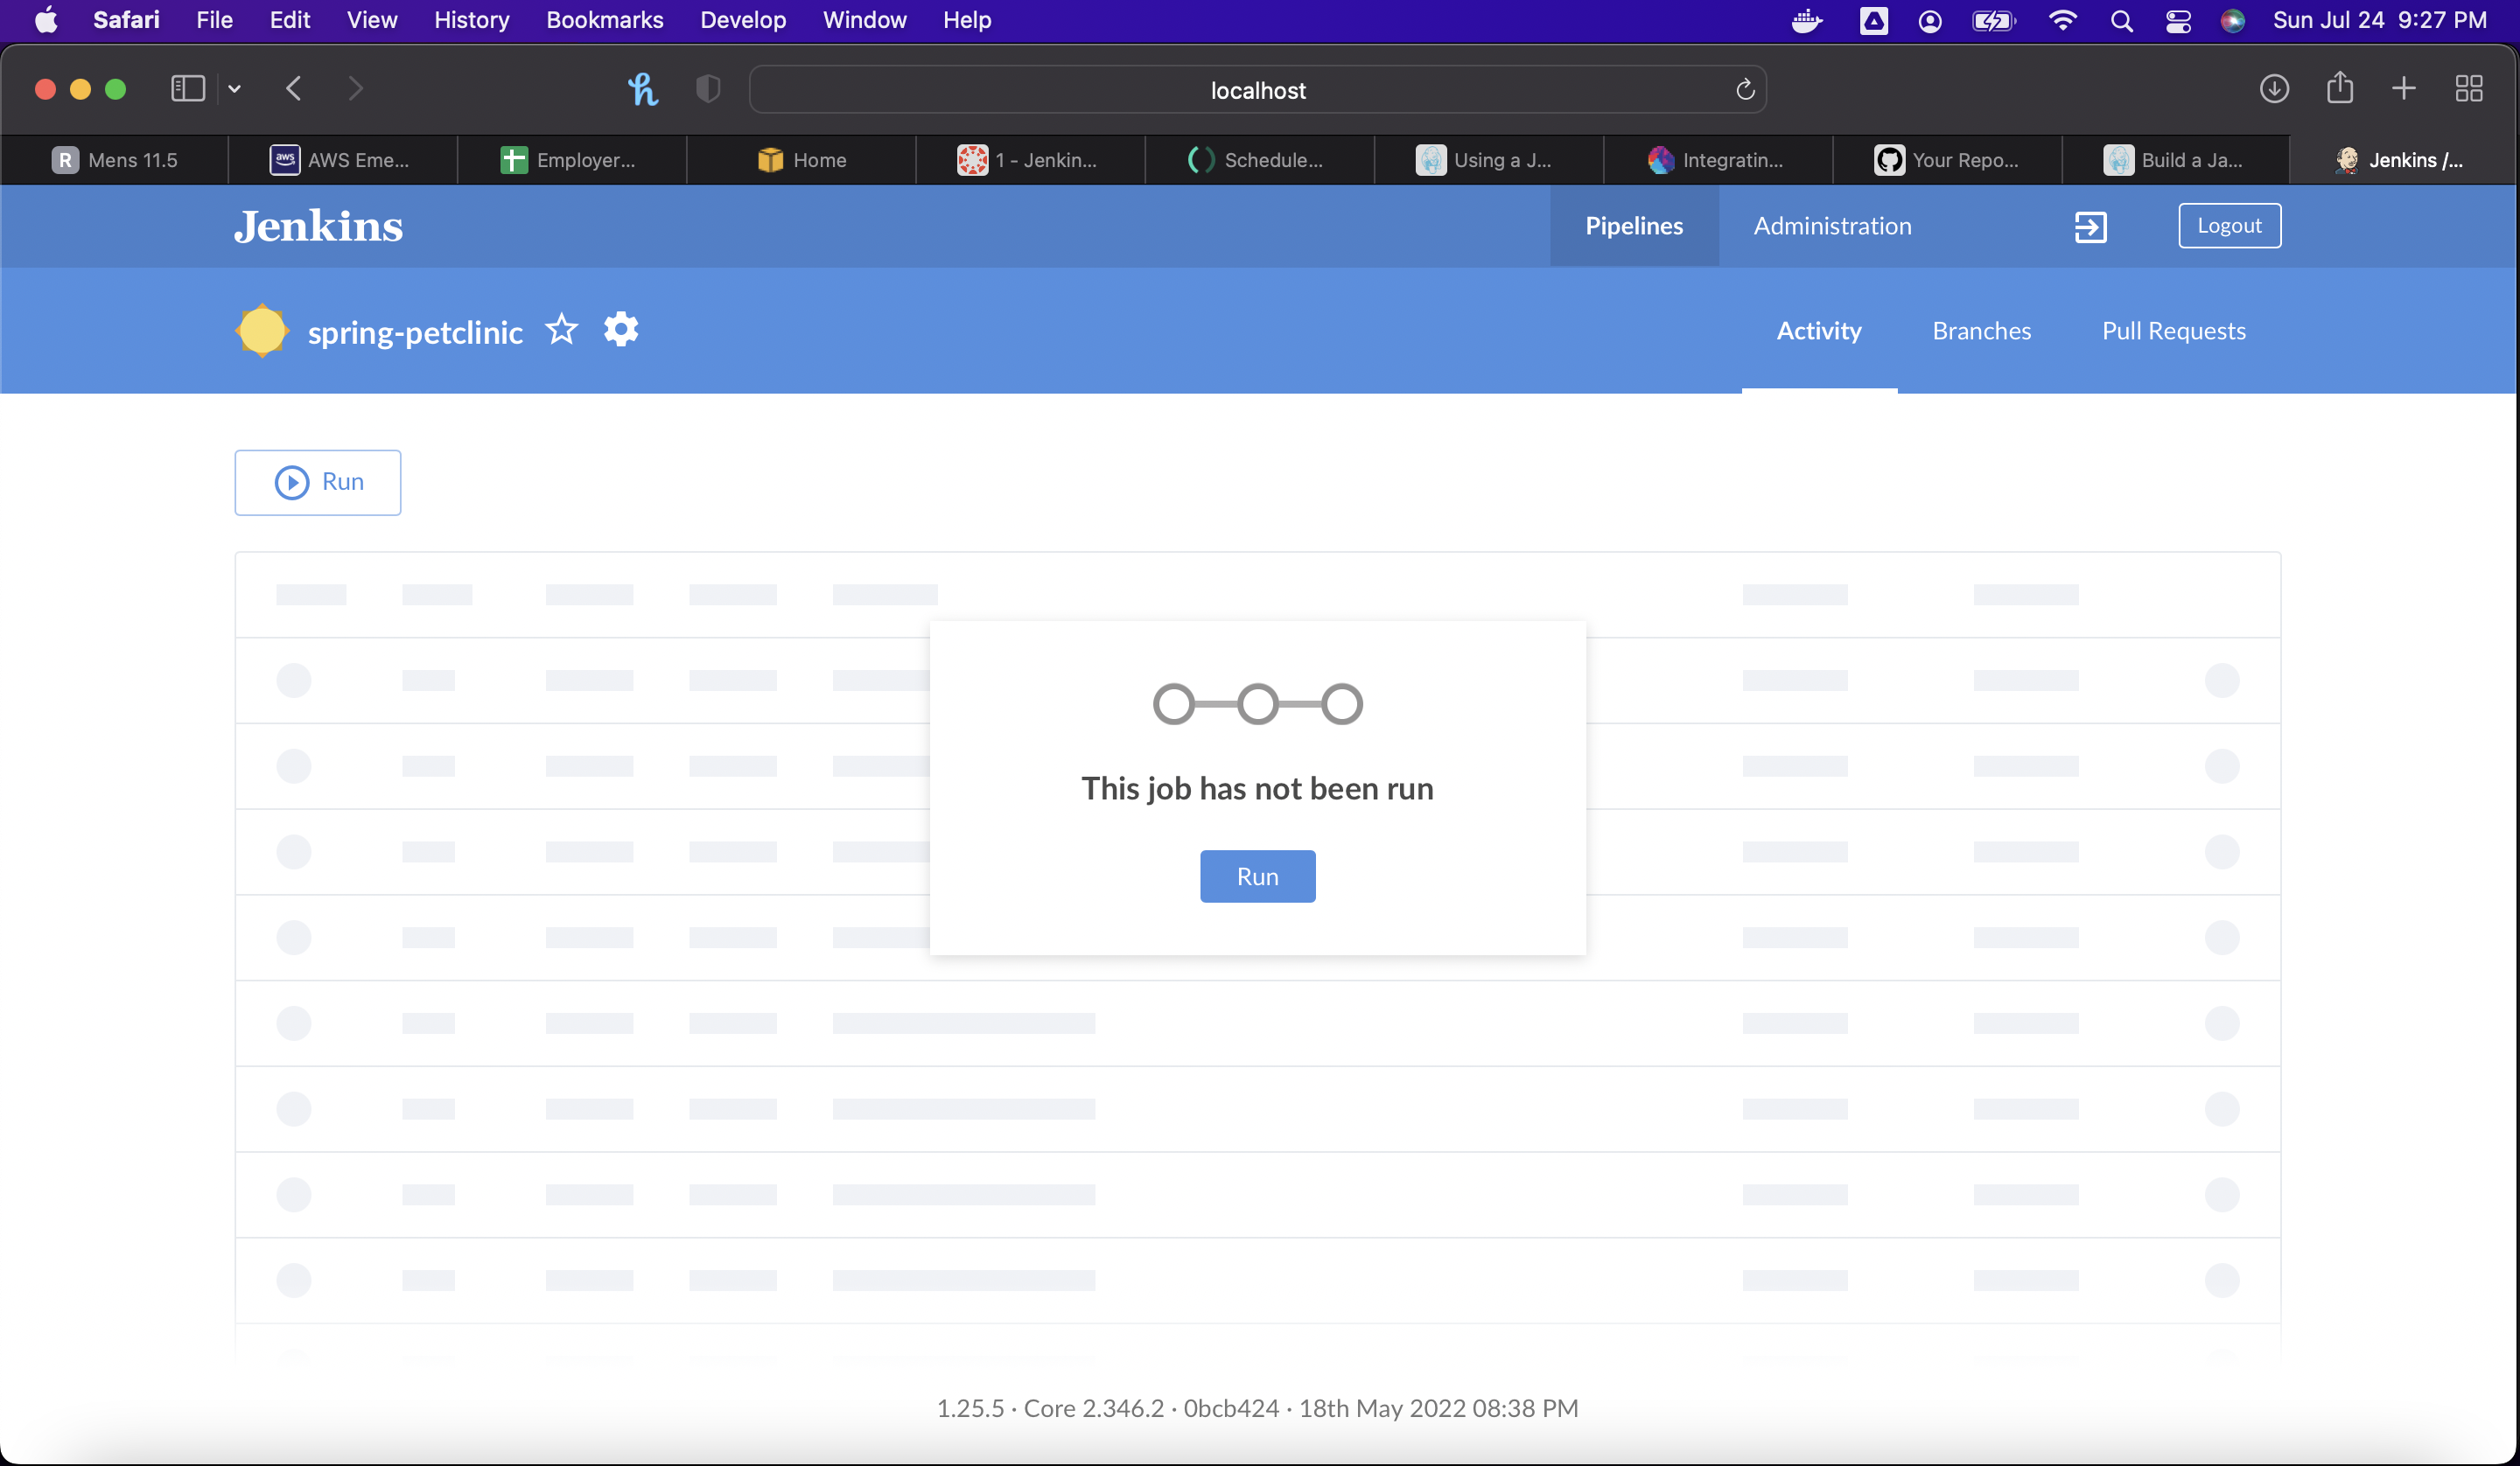 Safari File Edit View History Bookmarks Develop Window Help Sun Jul 24 9:27 PM
localhost
R Mens 11.5 aws AWS Eme... Employer... Home 1 - Jenkin... Schedule... Using a J... Integratin... Your Repo... Build a Ja... Jenkins /...
Jenkins Pipelines Administration Logout
spring-petclinic Activity Branches Pull Requests
Run
This job has not been run
Run
1.25.5 · Core 2.346.2 · 0bcb424 · 18th May 2022 08:38 PM